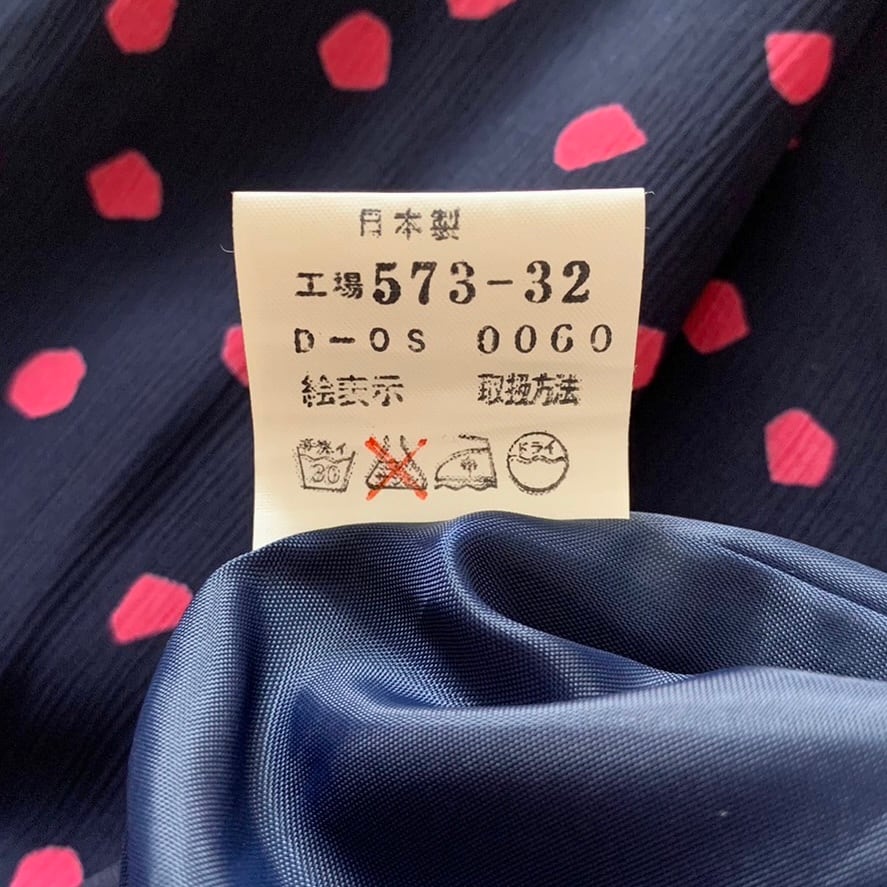 日本製
工場573-32
D-OS 0060
絵表示 取扱方法
手洗イ 30 中 ドライ